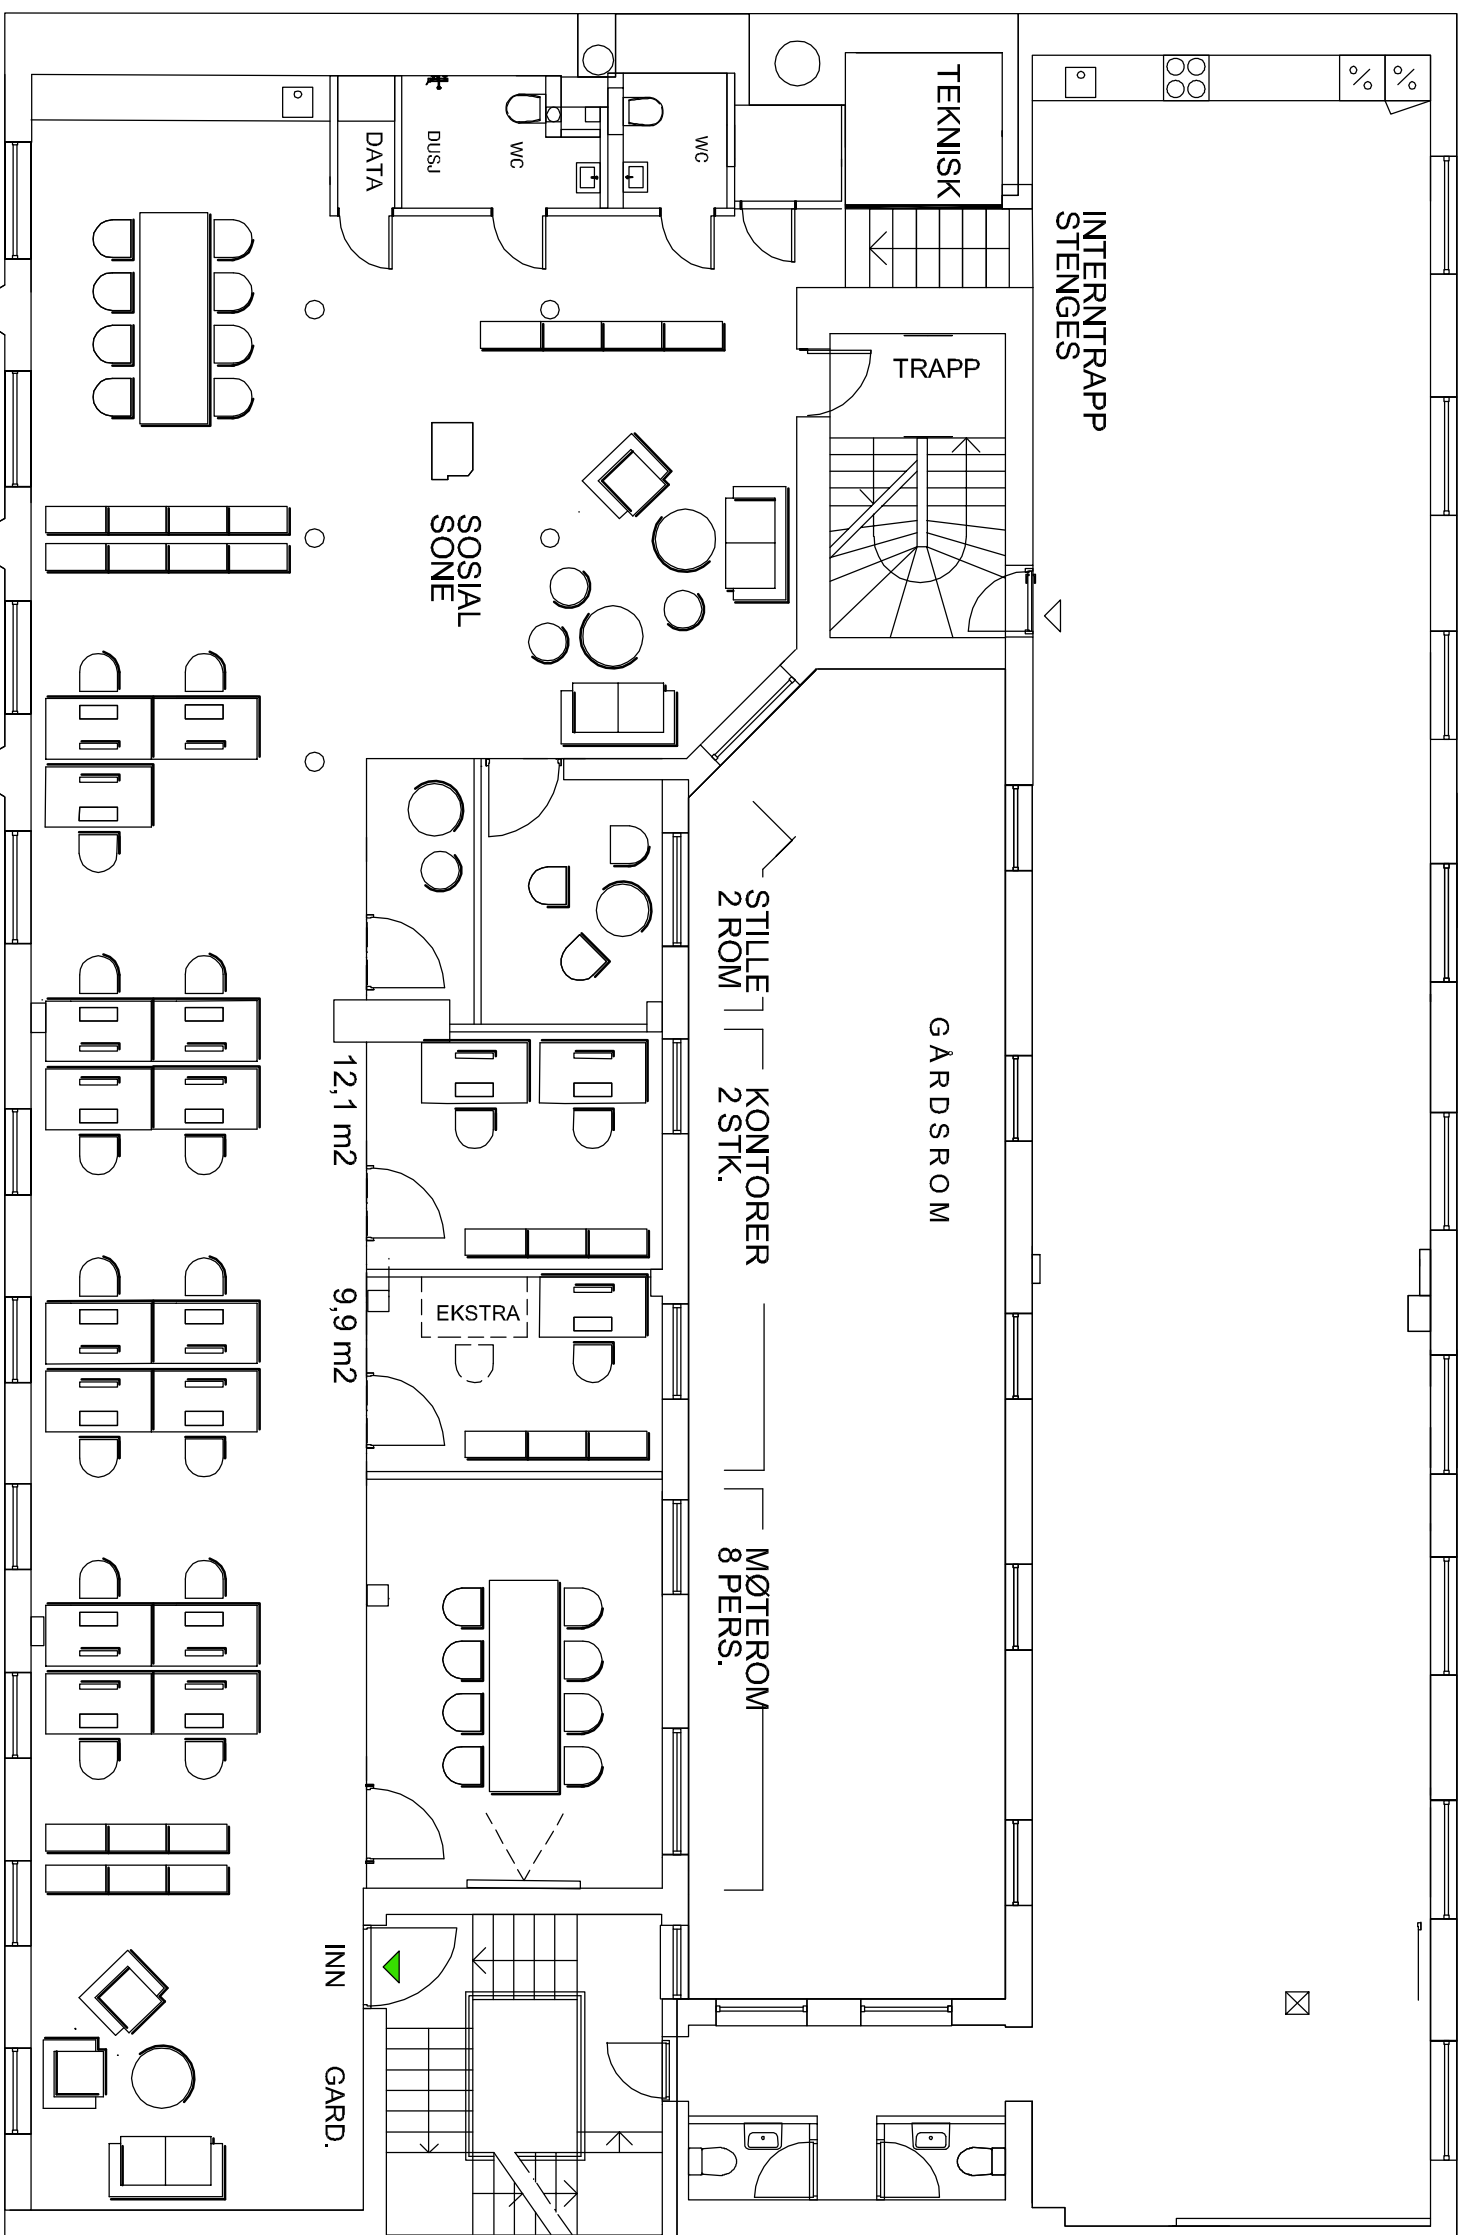 TEKNISK
INTERNTRAPP
STENGES
DATA
DUSJ
WC
WC
TRAPP
SOSIAL
SONE
STILLE
2 ROM
GÅRDSROM
KONTORER
2 STK.
12,1 m2
9,9 m2
EKSTRA
MØTEROM
8 PERS.
INN
GARD.